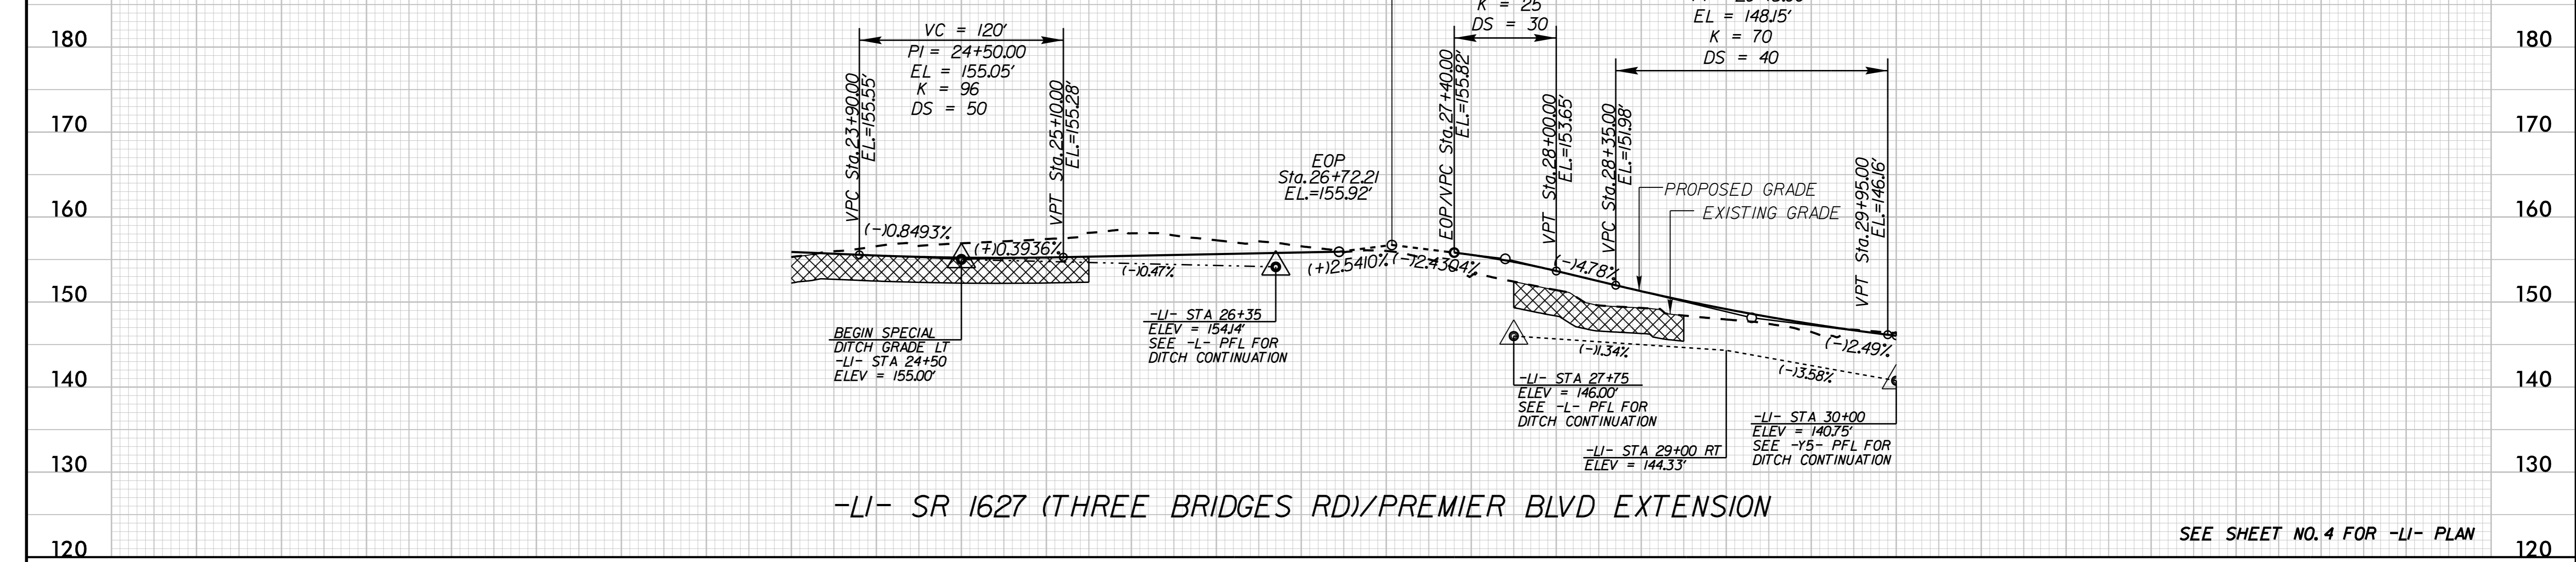 180
170
160
150
140
130
120
VC = 120'
PI = 24+50.00
EL = 155.05'
K = 96
DS = 50
VPC Sta.23+90.00
EL.=155.55'
VPT Sta.25+10.00
EL.=155.28'
(-)0.8493%
(+)0.3936%
(-)0.47%
BEGIN SPECIAL
DITCH GRADE LT
-L1- STA 24+50
ELEV = 155.00'
-L1- STA 26+35
ELEV = 154.14'
SEE -L- PFL FOR
DITCH CONTINUATION
EOP
Sta.26+72.21
EL.=155.92'
(+)2.5410%
(-)2.4304%
K = 25
DS = 30
EOP/VPC Sta.27+40.00
EL.=155.82'
VPT Sta.28+00.00
EL.=153.65'
(-)4.78%
EL = 148.15'
K = 70
DS = 40
VPC Sta.28+35.00
EL.=151.98'
PROPOSED GRADE
EXISTING GRADE
VPT Sta.29+95.00
EL.=146.16'
(-)2.49%
(-)1.34%
(-)3.58%
-L1- STA 27+75
ELEV = 146.00'
SEE -L- PFL FOR
DITCH CONTINUATION
-L1- STA 29+00 RT
ELEV = 144.33'
-L1- STA 30+00
ELEV = 140.75'
SEE -Y5- PFL FOR
DITCH CONTINUATION
180
170
160
150
140
130
120
-L1- SR 1627 (THREE BRIDGES RD)/PREMIER BLVD EXTENSION
SEE SHEET NO. 4 FOR -L1- PLAN